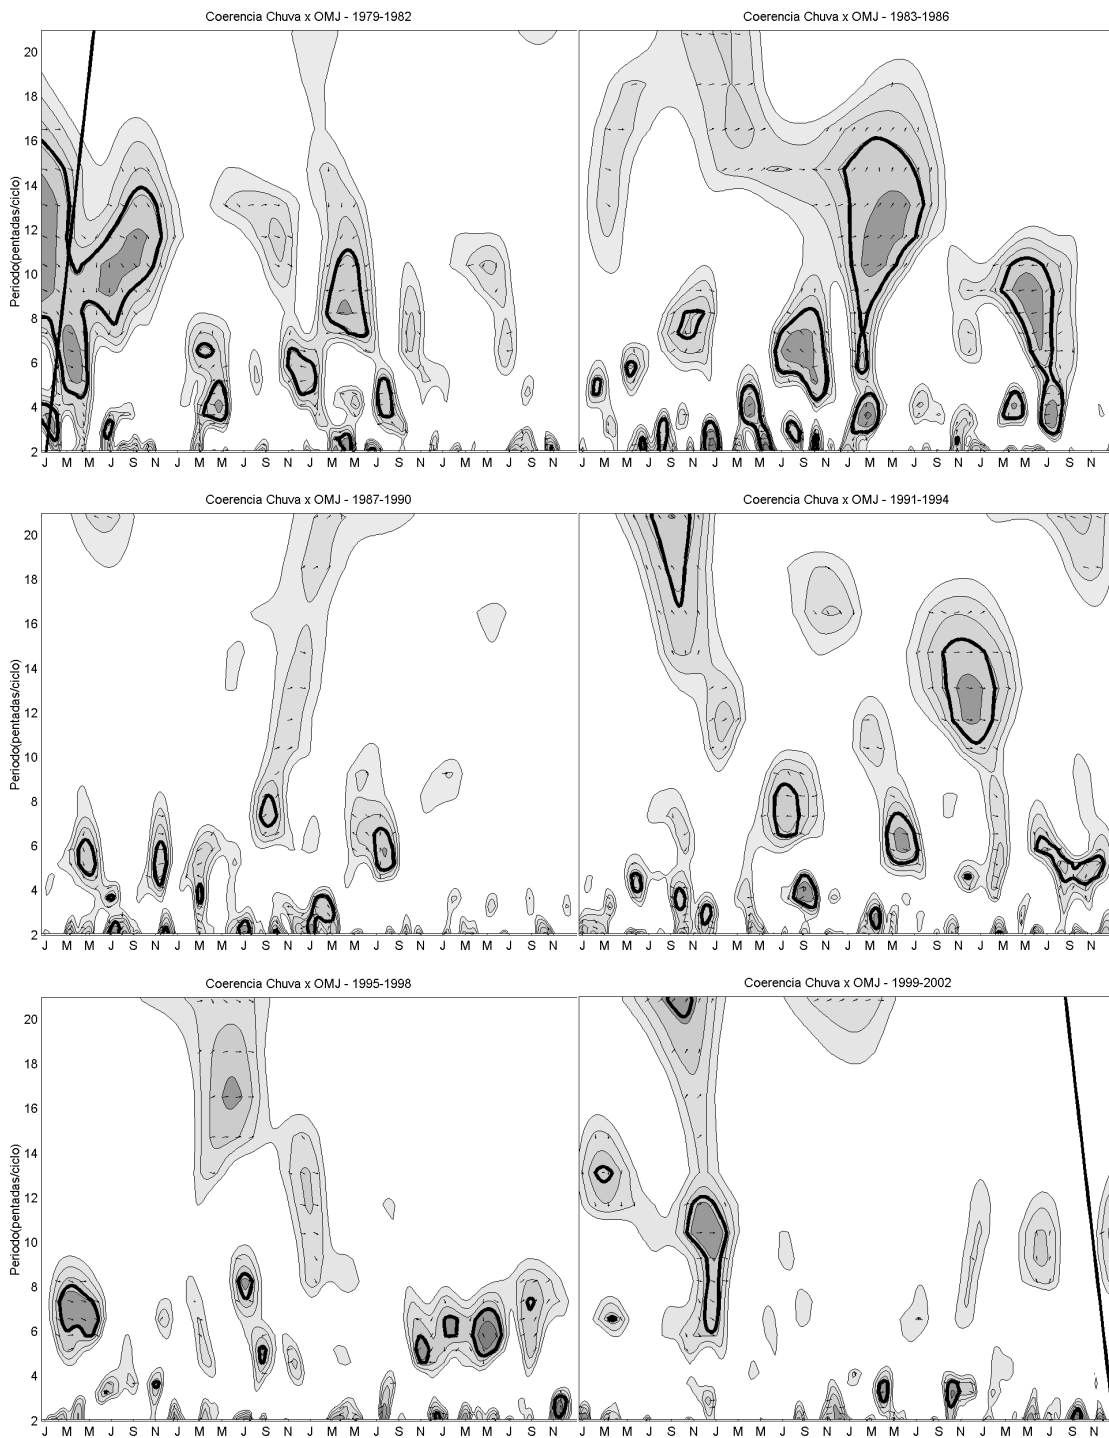 Coerencia Chuva x OMJ - 1979-1982
Coerencia Chuva x OMJ - 1983-1986
Periodo(pentadas/ciclo)
20
18
16
14
12
10
8
6
4
2
J M M J S N J M M J S N J M M J S N J M M J S N
J M M J S N J M M J S N J M M J S N J M M J S N
Coerencia Chuva x OMJ - 1987-1990
Coerencia Chuva x OMJ - 1991-1994
Periodo(pentadas/ciclo)
20
18
16
14
12
10
8
6
4
2
J M M J S N J M M J S N J M M J S N J M M J S N
J M M J S N J M M J S N J M M J S N J M M J S N
Coerencia Chuva x OMJ - 1995-1998
Coerencia Chuva x OMJ - 1999-2002
Periodo(pentadas/ciclo)
20
18
16
14
12
10
8
6
4
2
J M M J S N J M M J S N J M M J S N J M M J S N
J M M J S N J M M J S N J M M J S N J M M J S N